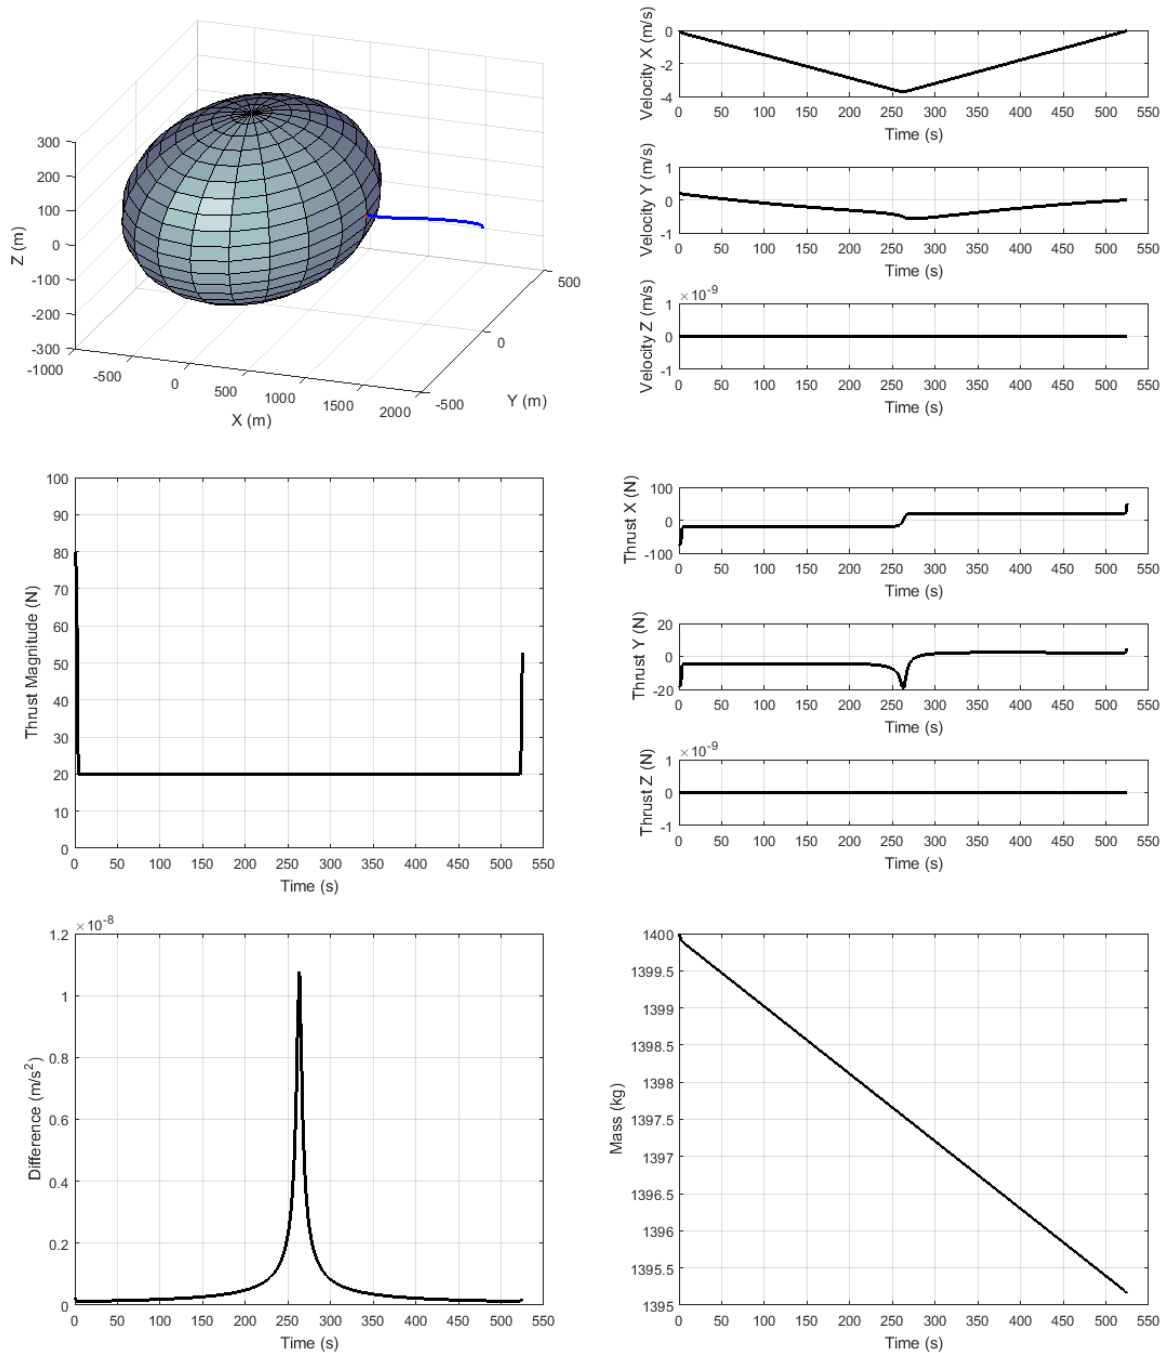 300
200
100
0
-100
-200
-300
Z (m)
-1000
-500
0
500
1000
1500
2000
X (m)
-500
0
500
Y (m)
0
-2
-4
Velocity X (m/s)
0 50 100 150 200 250 300 350 400 450 500 550
Time (s)
1
0
-1
Velocity Y (m/s)
0 50 100 150 200 250 300 350 400 450 500 550
Time (s)
×10-9
1
0
-1
Velocity Z (m/s)
0 50 100 150 200 250 300 350 400 450 500 550
Time (s)
100
90
80
70
60
50
40
30
20
10
0
Thrust Magnitude (N)
0 50 100 150 200 250 300 350 400 450 500 550
Time (s)
100
0
-100
Thrust X (N)
0 50 100 150 200 250 300 350 400 450 500 550
Time (s)
20
0
-20
Thrust Y (N)
0 50 100 150 200 250 300 350 400 450 500 550
Time (s)
×10-9
1
0
-1
Thrust Z (N)
0 50 100 150 200 250 300 350 400 450 500 550
Time (s)
×10-8
1.2
1
0.8
0.6
0.4
0.2
0
Difference (m/s2)
0 50 100 150 200 250 300 350 400 450 500 550
Time (s)
1400
1399.5
1399
1398.5
1398
1397.5
1397
1396.5
1396
1395.5
1395
Mass (kg)
0 50 100 150 200 250 300 350 400 450 500 550
Time (s)